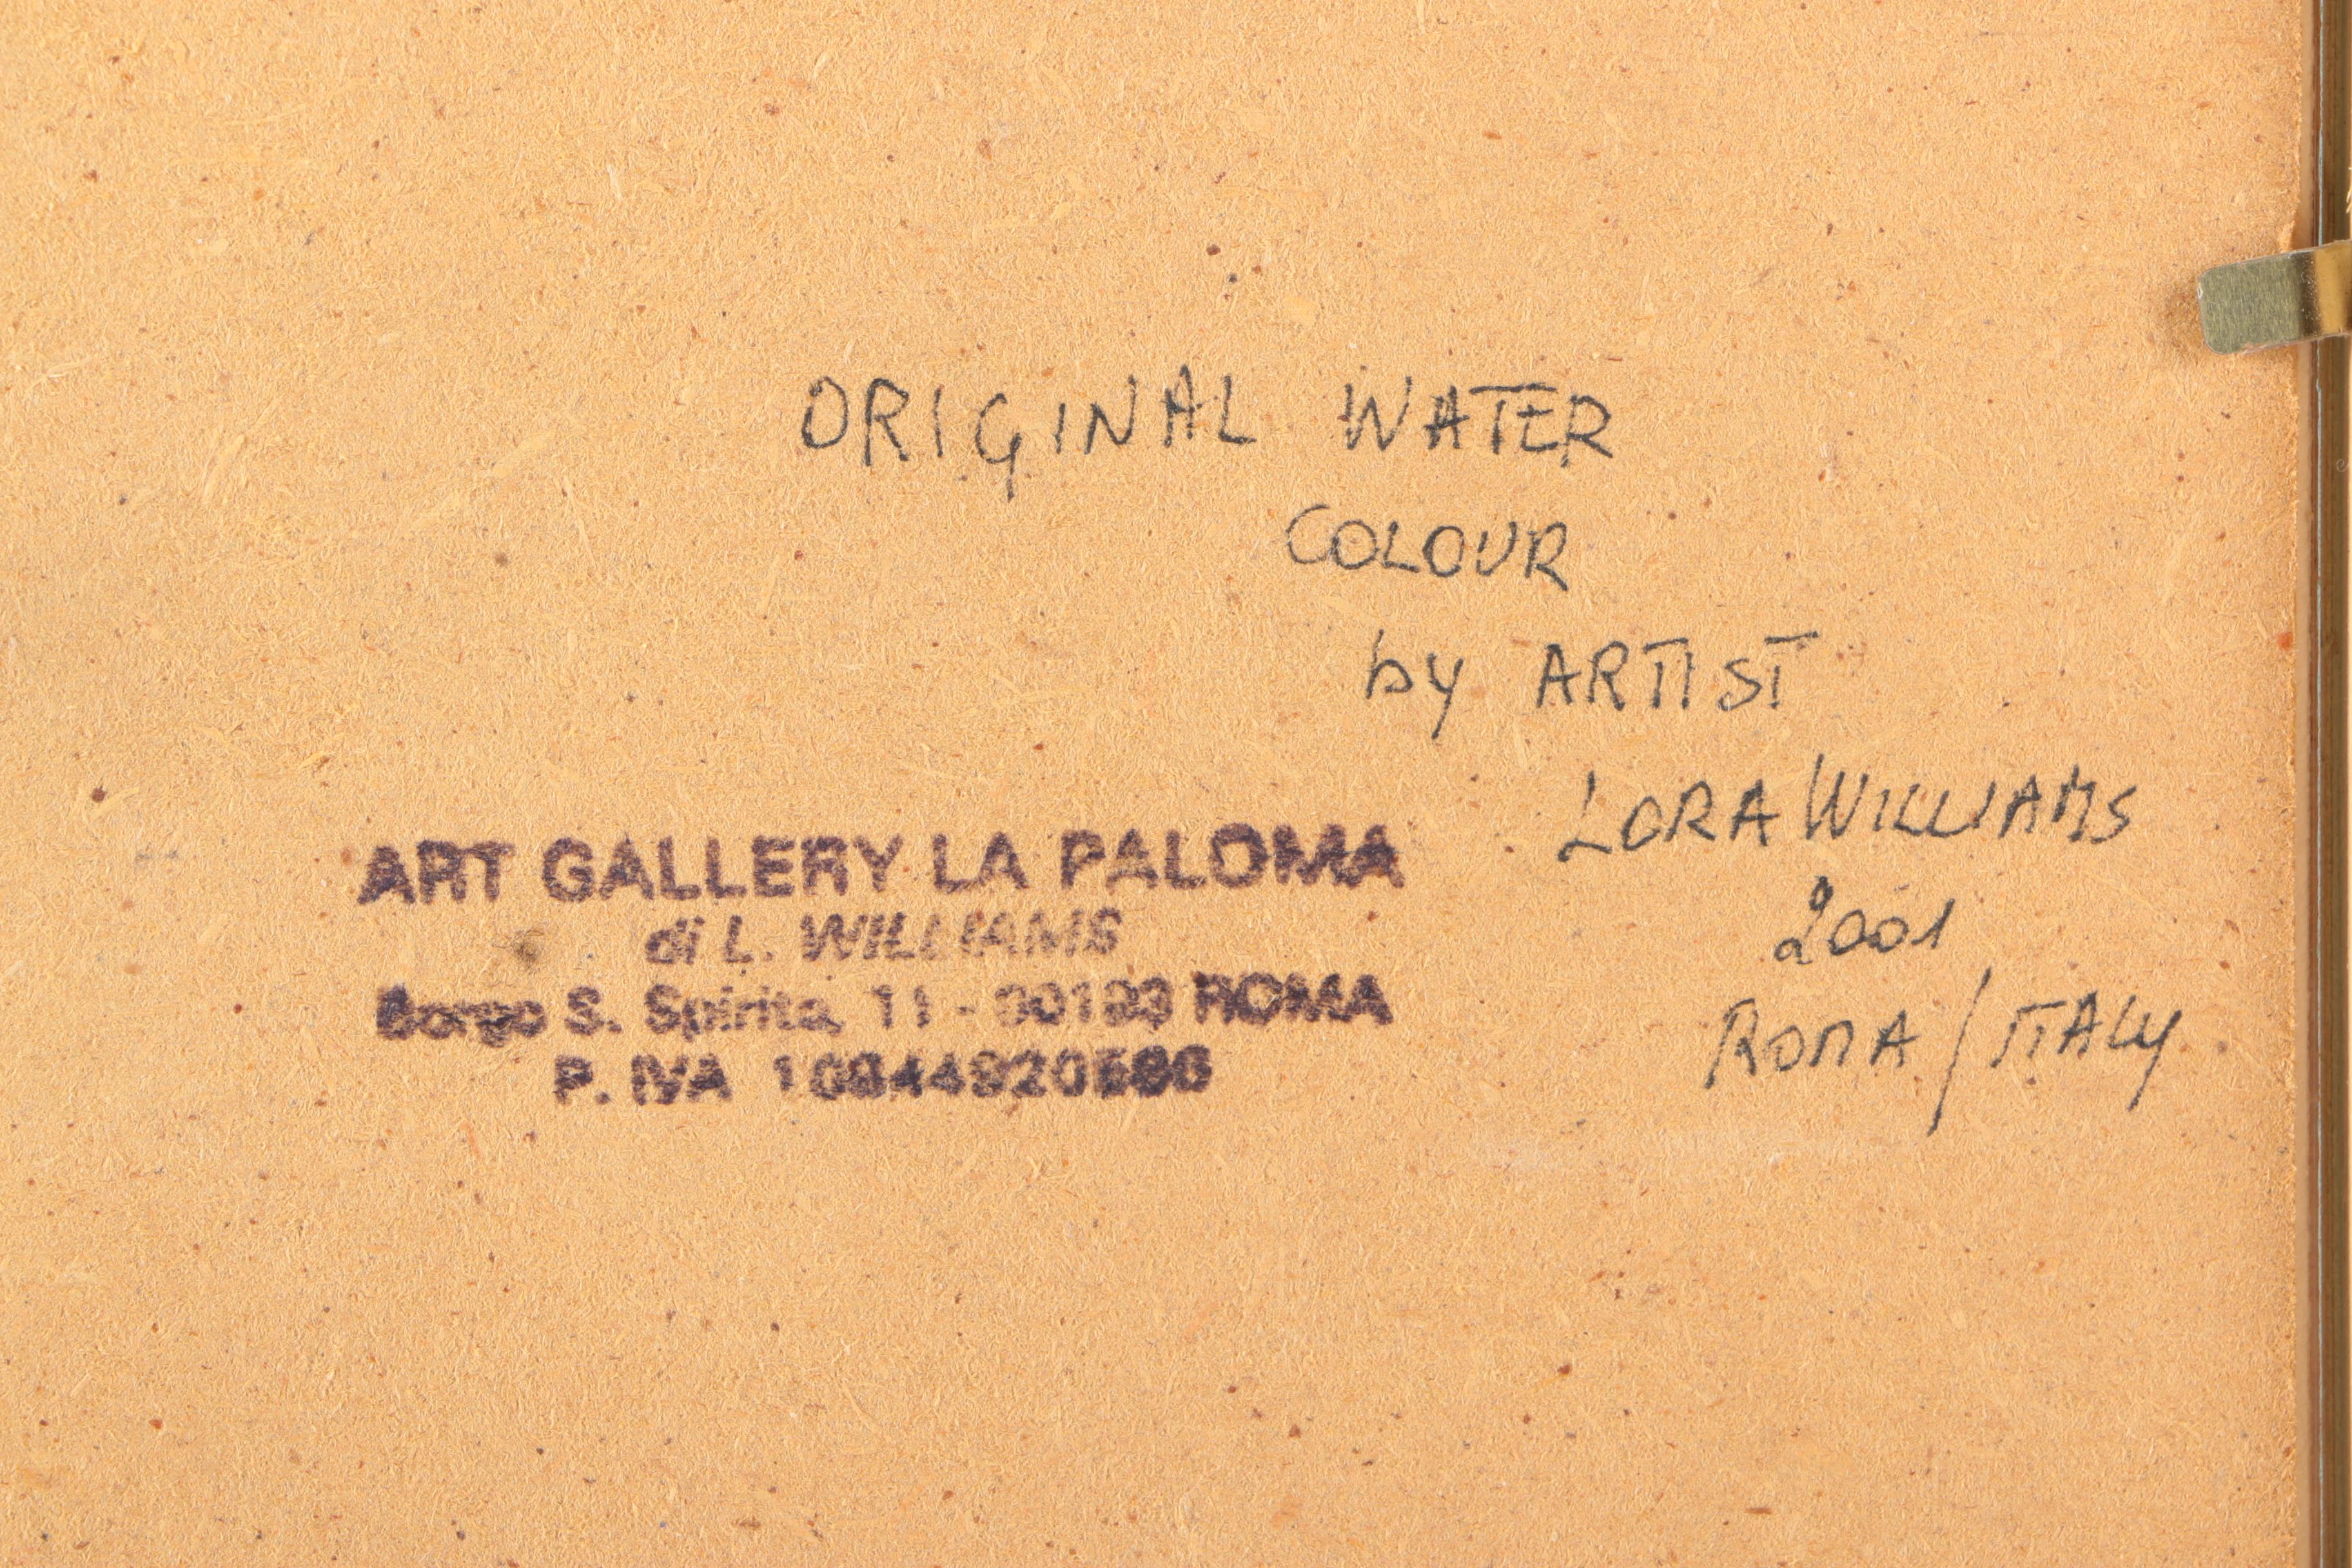 ORIGINAL WATER
COLOUR
by ARTIST
LORA WILLIAMS
2001
ROMA / ITALY
ART GALLERY LA PALOMA
di L. WILLIAMS
Borgo S. Spirito, 11 - 00193 ROMA
P. IVA